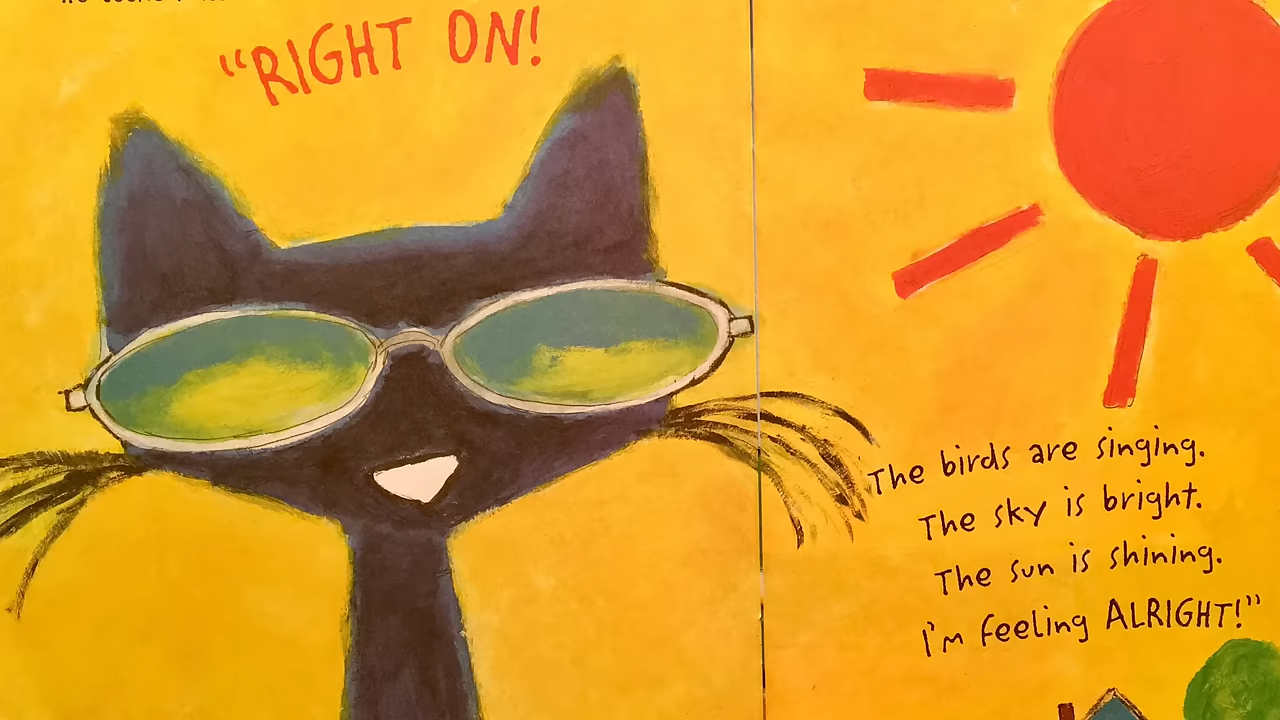 "RIGHT ON!
The birds are singing.
The sky is bright.
The sun is shining.
I'm feeling ALRIGHT!"